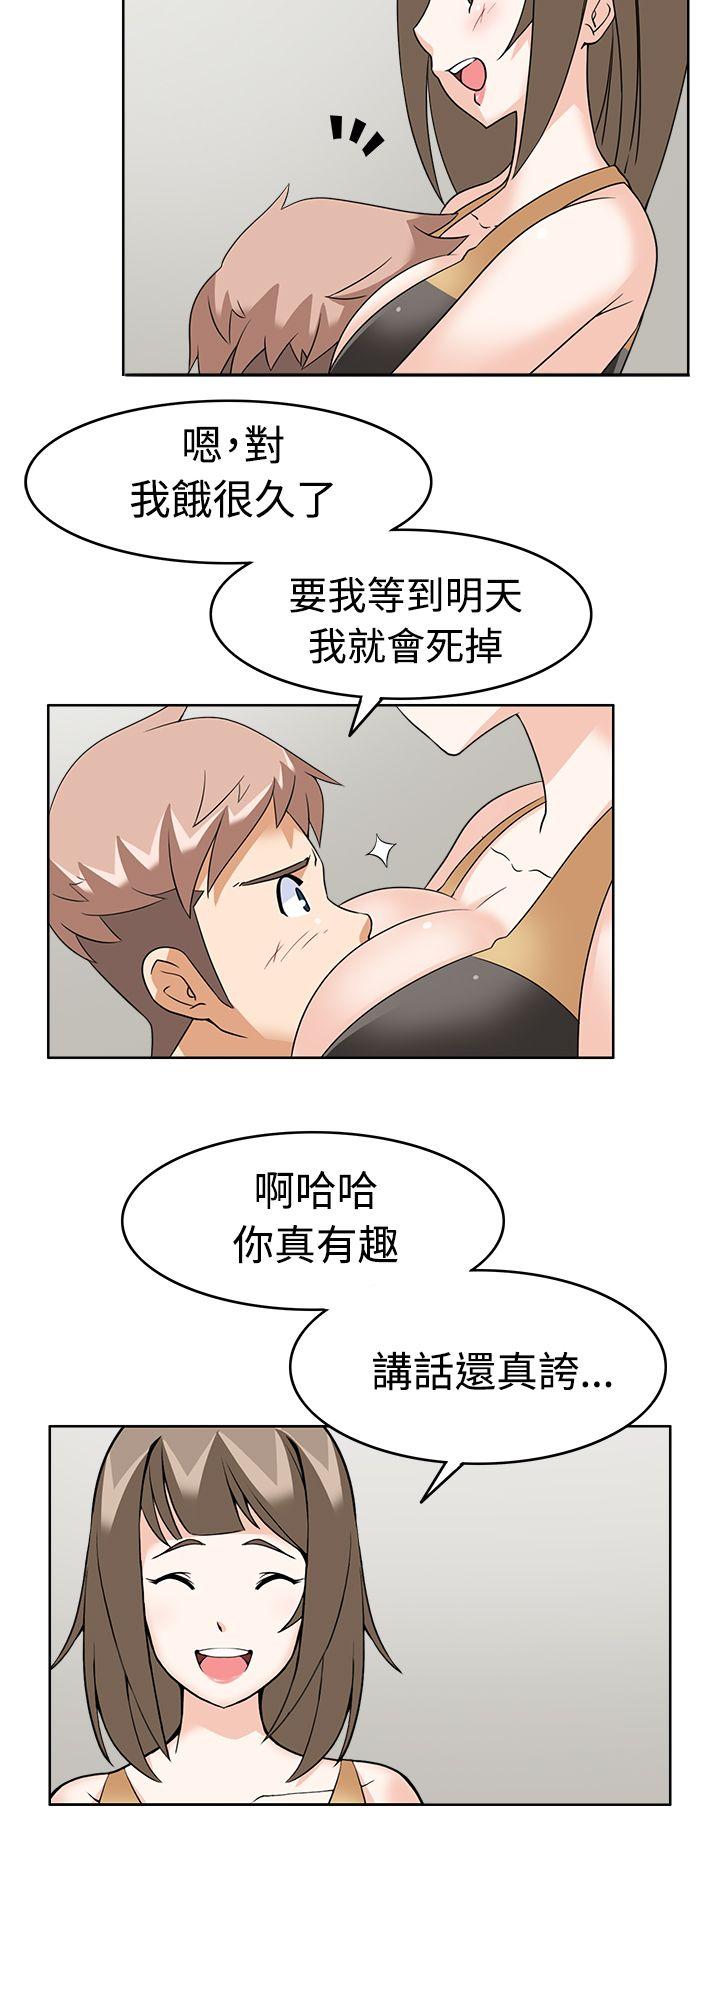 嗯，對
我餓很久了
要我等到明天
我就會死掉
啊哈哈
你真有趣
講話還真誇...